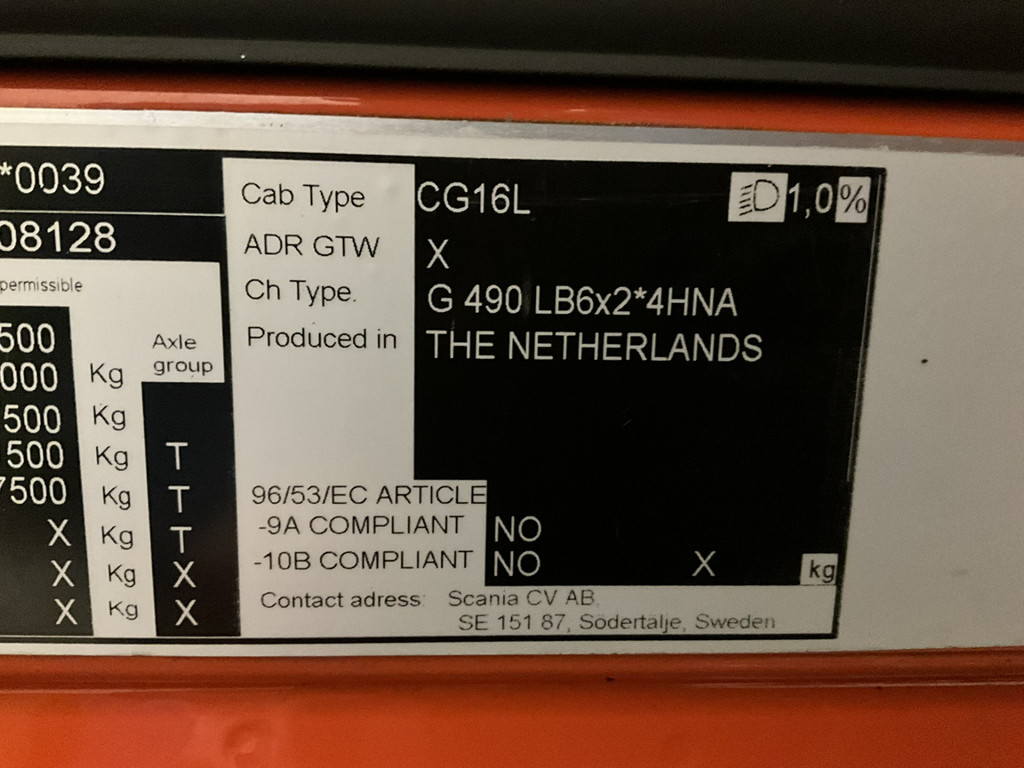 *0039
08128
permissible
500
000 Kg
500 Kg
500 Kg T
7500 Kg T
X Kg T
X Kg X
X Kg X
Axle
group
Cab Type CG16L 1,0%
ADR GTW X
Ch Type. G 490 LB6x2*4HNA
Produced in THE NETHERLANDS
96/53/EC ARTICLE
-9A COMPLIANT NO
-10B COMPLIANT NO X kg
Contact adress: Scania CV AB,
SE 151 87, Södertälje, Sweden